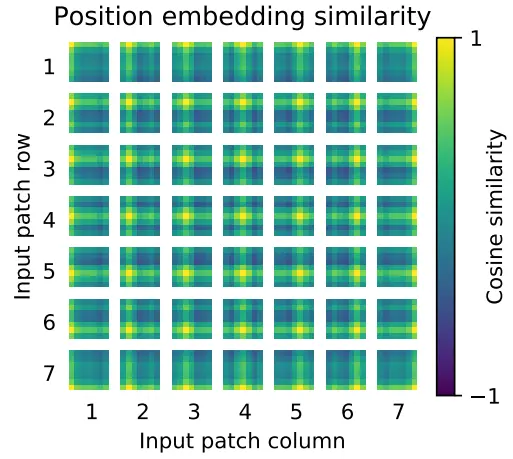 Position embedding similarity
Input patch row
1
2
3
4
5
6
7
1 2 3 4 5 6 7
Input patch column
1
−1
Cosine similarity